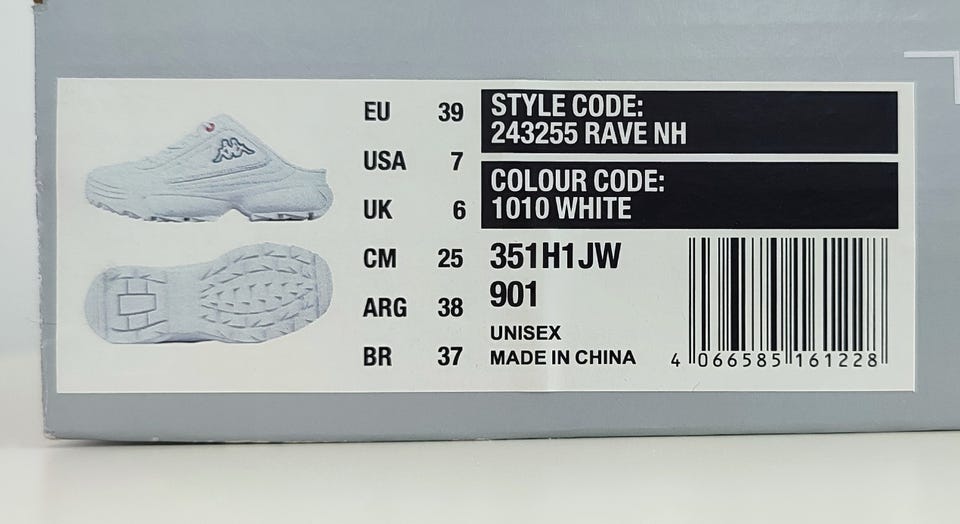 EU 39
USA 7
UK 6
CM 25
ARG 38
BR 37
STYLE CODE:
243255 RAVE NH
COLOUR CODE:
1010 WHITE
351H1JW
901
UNISEX
MADE IN CHINA
4 066585 161228